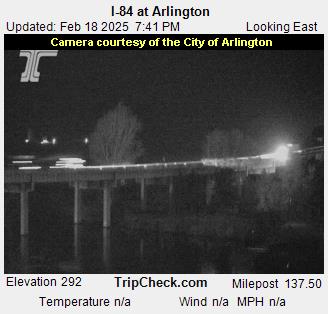 I-84 at Arlington
Updated: Feb 18 2025 7:41 PM Looking East
Camera courtesy of the City of Arlington
Elevation 292 TripCheck.com Milepost 137.50
Temperature n/a Wind n/a MPH n/a